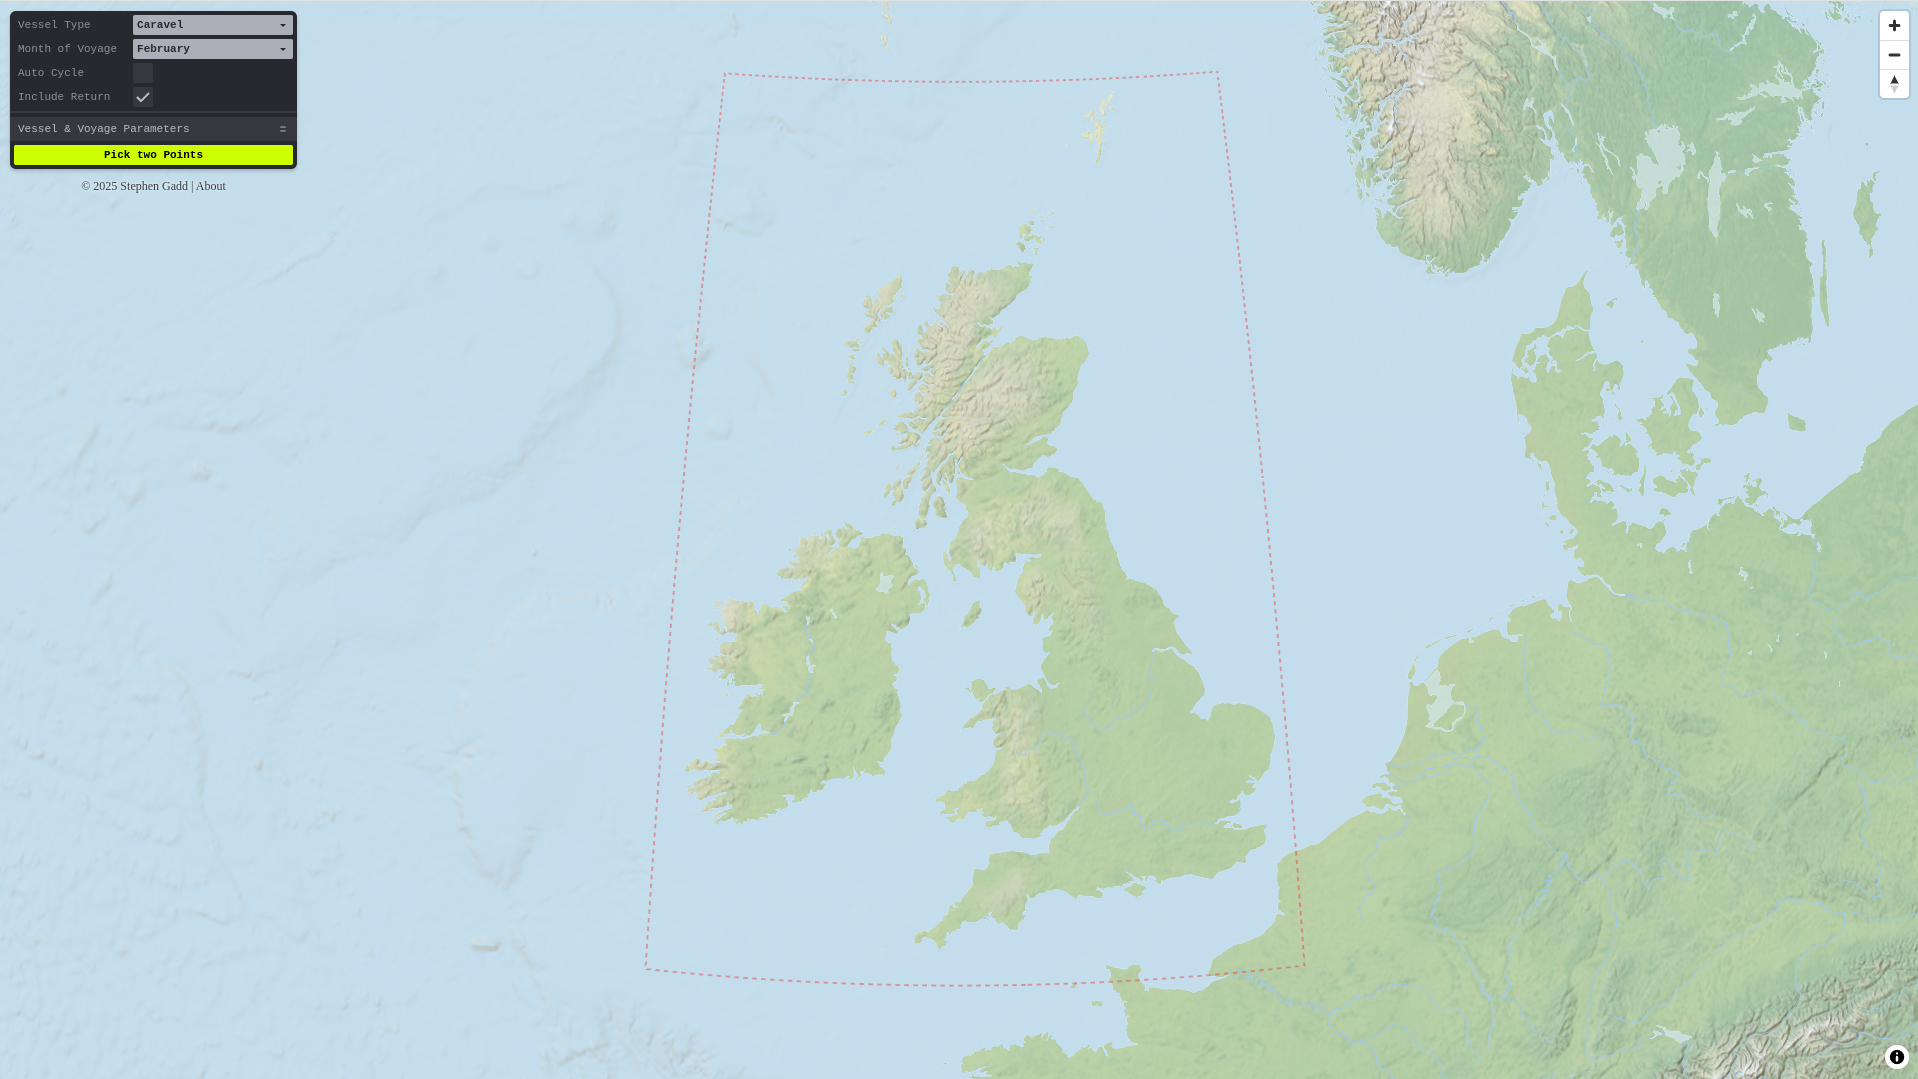 Vessel Type Caravel
Month of Voyage February
Auto Cycle
Include Return
Vessel & Voyage Parameters
Pick two Points
© 2025 Stephen Gadd | About